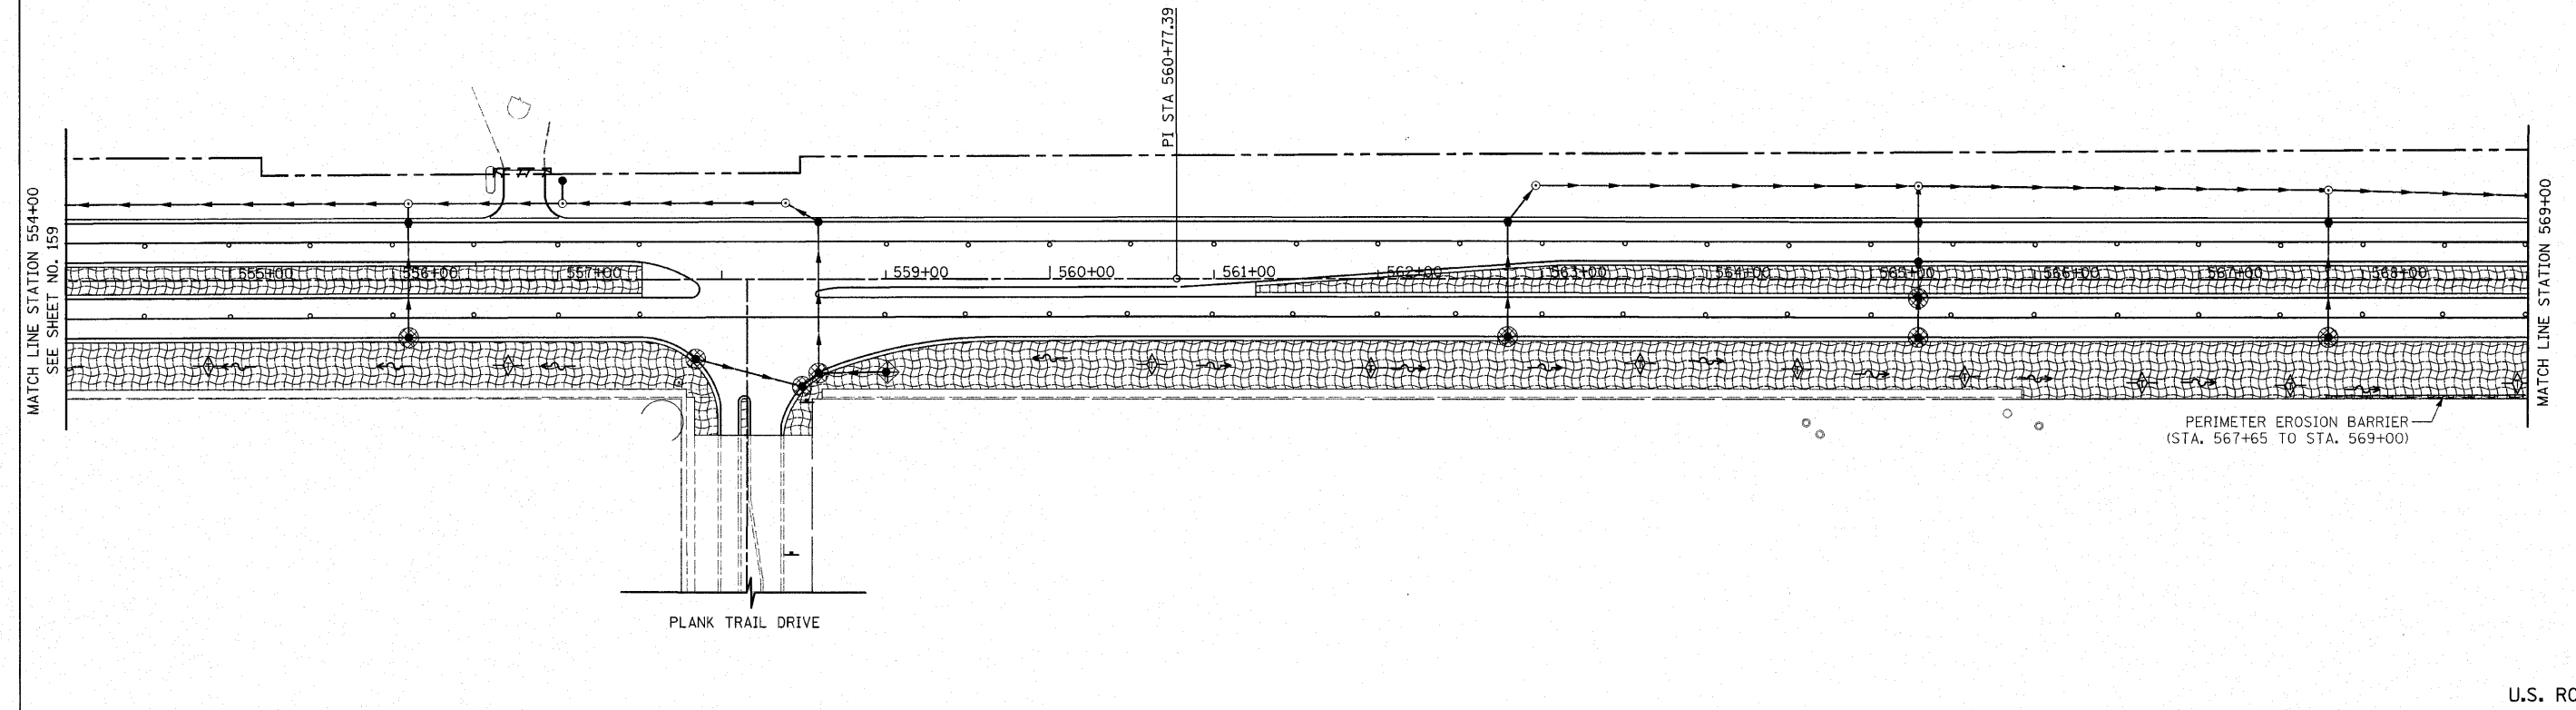 PI STA 560+77.39
MATCH LINE STATION 554+00
SEE SHEET NO. 159
555+00
556+00
557+00
559+00
560+00
561+00
562+00
563+00
564+00
565+00
566+00
567+00
568+00
MATCH LINE STATION 569+00
PERIMETER EROSION BARRIER
(STA. 567+65 TO STA. 569+00)
PLANK TRAIL DRIVE
U.S. RO